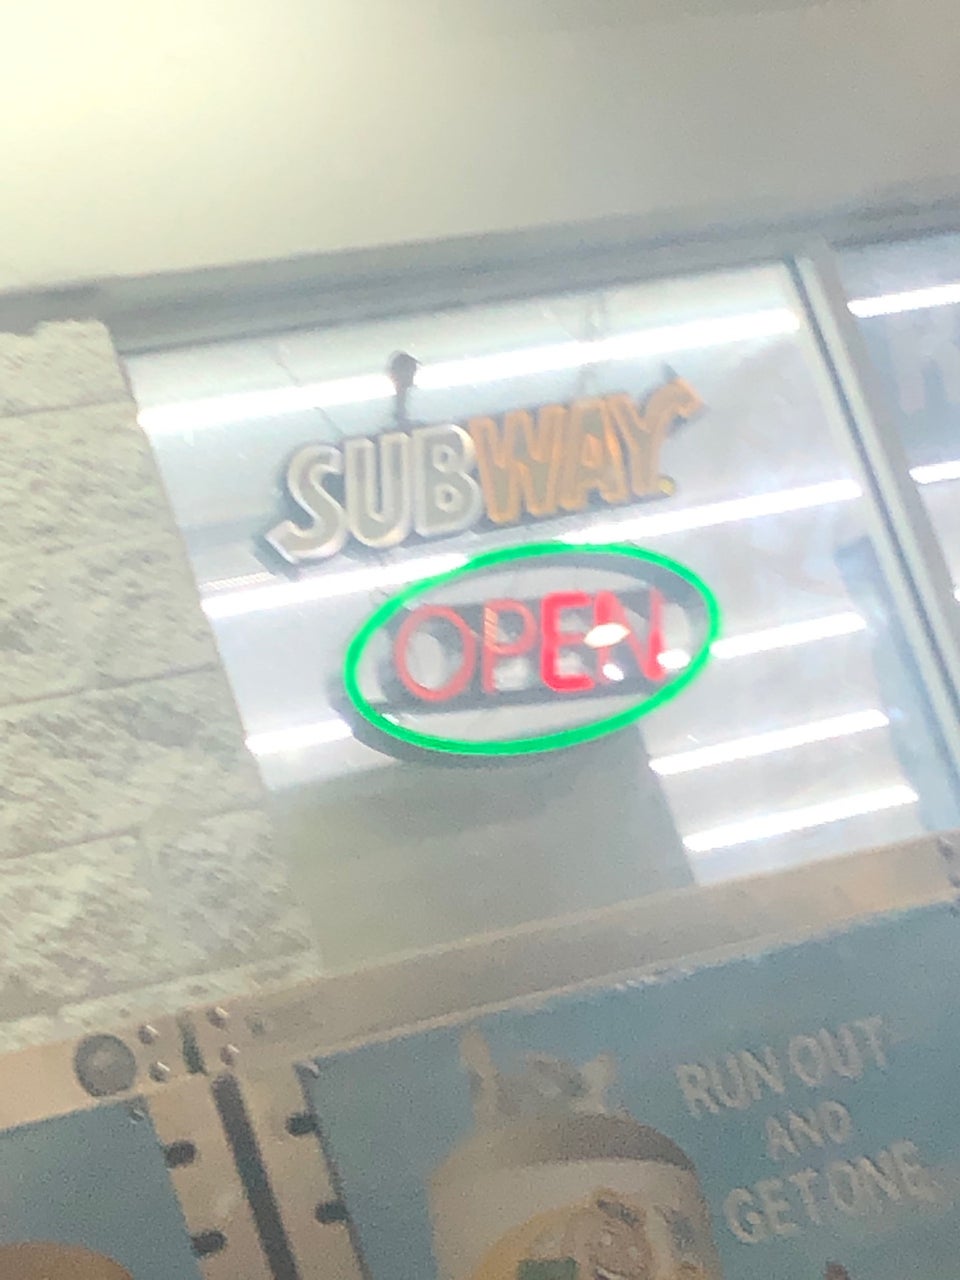 SUBWAY
OPEN
RUN OUT
AND
GET ONE.